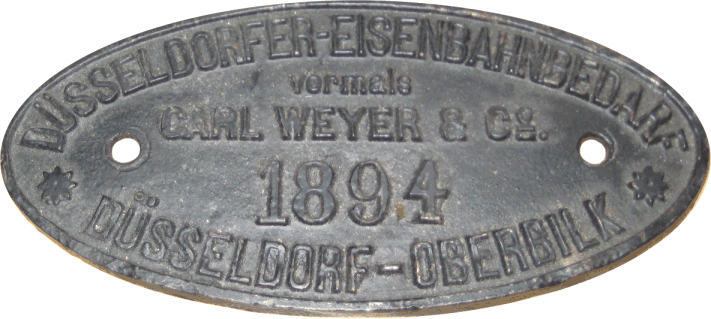 DÜSSELDORFER-EISENBAHNBEDARF
vormals
CARL WEYER & Co.
1894
DÜSSELDORF-OBERBILK